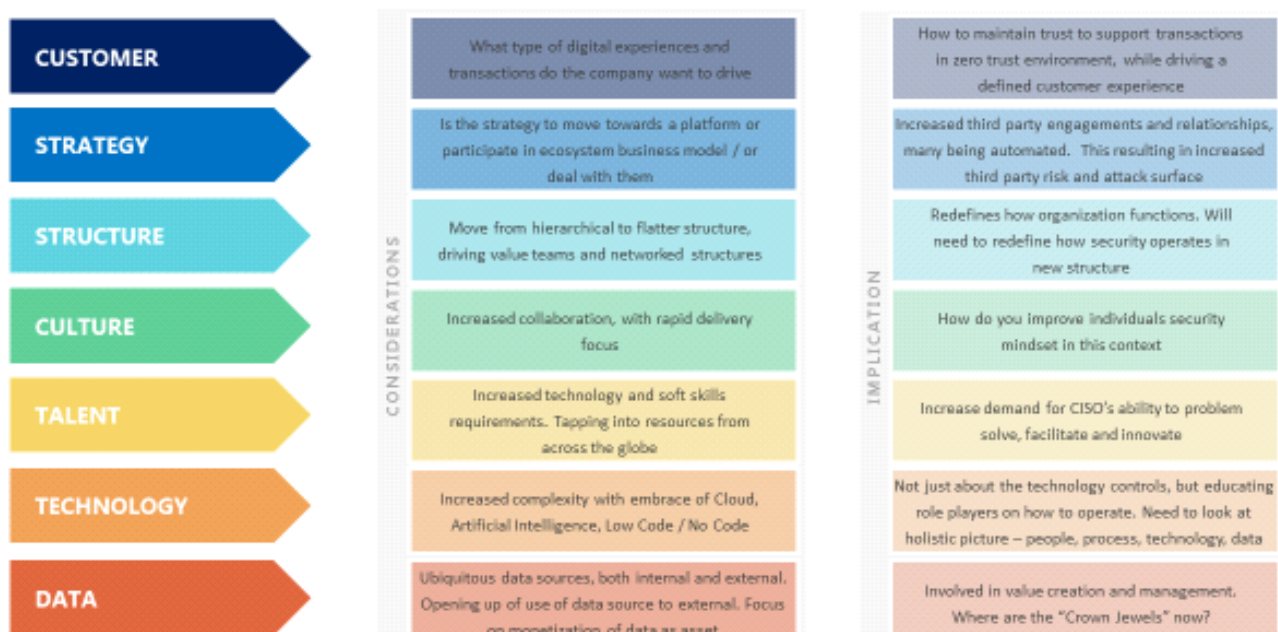 CUSTOMER
What type of digital experiences and
transactions do the company want to drive
How to maintain trust to support transactions
in zero trust environment, while driving a
defined customer experience
STRATEGY
Is the strategy to move towards a platform or
participate in ecosystem business model / or
deal with them
Increased third party engagements and relationships,
many being automated. This resulting in increased
third party risk and attack surface
STRUCTURE
Move from hierarchical to flatter structure,
driving value teams and networked structures
Redefines how organization functions. Will
need to redefine how security operates in
new structure
CONSIDERATIONS
IMPLICATION
CULTURE
Increased collaboration, with rapid delivery
focus
How do you improve individuals security
mindset in this context
TALENT
Increased technology and soft skills
requirements. Tapping into resources from
across the globe
Increase demand for CISO's ability to problem
solve, facilitate and innovate
TECHNOLOGY
Increased complexity with embrace of Cloud,
Artificial Intelligence, Low Code / No Code
Not just about the technology controls, but educating
role players on how to operate. Need to look at
holistic picture – people, process, technology, data
DATA
Ubiquitous data sources, both internal and external.
Opening up of use of data source to external. Focus
on monetization of data as asset
Involved in value creation and management.
Where are the "Crown Jewels" now?